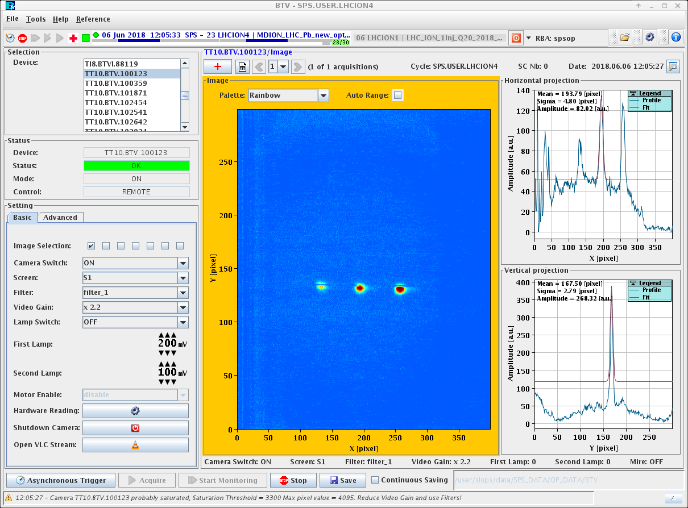 BTV - SPS.USER.LHCION4
File Tools Help Reference
06 Jun 2018 12:05:33 SPS - 23 LHCION4 | MDION_LHC_Pb_new_opt...
28/30
06 LHCION1 | LHC_ION_1Inj_Q20_2018_...
RBA: spsop
Selection
Device:
TI8.BTV.88119
TT10.BTV.100123
TT10.BTV.100359
TT10.BTV.101871
TT10.BTV.102454
TT10.BTV.102541
TT10.BTV.102642
Status
Device: TT10.BTV.100123
Status: OK
Mode: ON
Control: REMOTE
Setting
Basic Advanced
Image Selection:
Camera Switch: ON
Screen: S1
Filter: filter_1
Video Gain: x 2.2
Lamp Switch: OFF
First Lamp: 200 mV
Second Lamp: 100 mV
Motor Enable: disable
Hardware Reading:
Shutdown Camera:
Open VLC Stream:
TT10.BTV.100123/Image
1 (1 of 1 acquisitions) Cycle: SPS.USER.LHCION4 SC Nb: 0 Date: 2018.06.06 12:05:27
Image
Palette: Rainbow Auto Range:
Y [pixel]
300
250
200
150
100
50
0
0 50 100 150 200 250 300 350
X [pixel]
Horizontal projection
Mean = 193.79 [pixel]
Sigma = 4.80 [pixel]
Amplitude = 82.02 [a.u.]
Legend
Profile
Fit
Amplitude [a.u.]
140
120
100
80
60
40
20
0
0 50 100 150 200 250 300 350
X [pixel]
Vertical projection
Mean = 167.50 [pixel]
Sigma = 2.79 [pixel]
Amplitude = 268.32 [a.u.]
Legend
Profile
Fit
Amplitude [a.u.]
400
350
300
250
200
150
100
50
0
0 50 100 150 200 250 300
Y [pixel]
Camera Switch: ON Screen: S1 Filter: filter_1 Video Gain: x 2.2 First Lamp: 0 Second Lamp: 0 Mire: OFF
Asynchronous Trigger Acquire Start Monitoring Stop Save Continuous Saving /user/slops/data/SPS_DATA/OP_DATA/BTV
12:05:27 - Camera TT10.BTV.100123 probably saturated, Saturation Threshold = 3300 Max pixel value = 4095. Reduce Video Gain and use Filters!